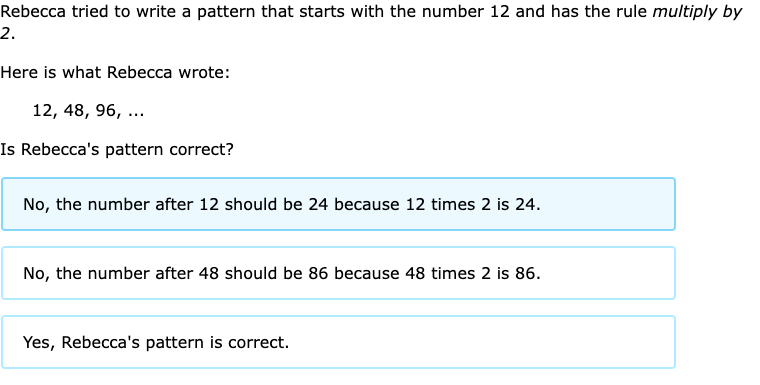 Rebecca tried to write a pattern that starts with the number 12 and has the rule multiply by
2.
Here is what Rebecca wrote:
12, 48, 96, ...
Is Rebecca's pattern correct?
No, the number after 12 should be 24 because 12 times 2 is 24.
No, the number after 48 should be 86 because 48 times 2 is 86.
Yes, Rebecca's pattern is correct.